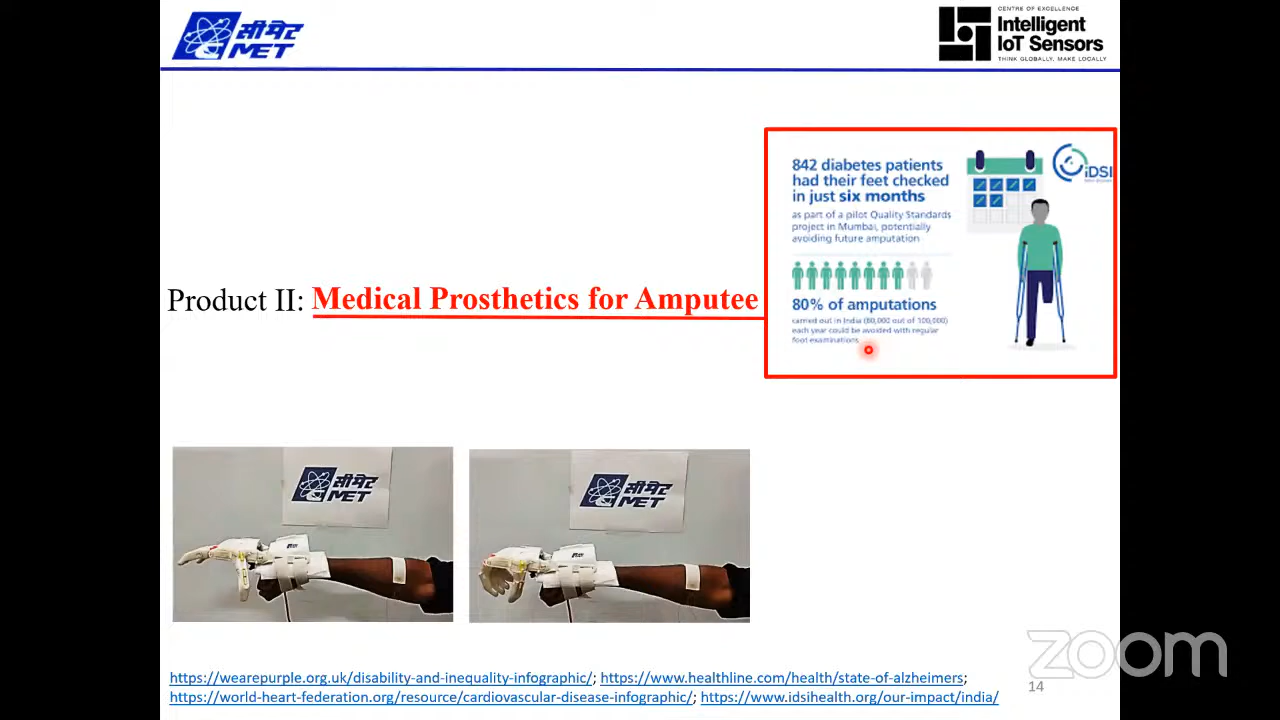 सीमेट
MET
CENTRE OF EXCELLENCE
Intelligent
IoT Sensors
THINK GLOBALLY, MAKE LOCALLY
842 diabetes patients
had their feet checked
in just six months
as part of a pilot Quality Standards
project in Mumbai, potentially
avoiding future amputation
iDSI
80% of amputations
carried out in India (80,000 out of 100,000)
each year could be avoided with regular
foot examinations
Product II: Medical Prosthetics for Amputee
सीमेट
MET
सीमेट
MET
https://wearepurple.org.uk/disability-and-inequality-infographic/; https://www.healthline.com/health/state-of-alzheimers;
https://world-heart-federation.org/resource/cardiovascular-disease-infographic/; https://www.idsihealth.org/our-impact/india/
14
zoom